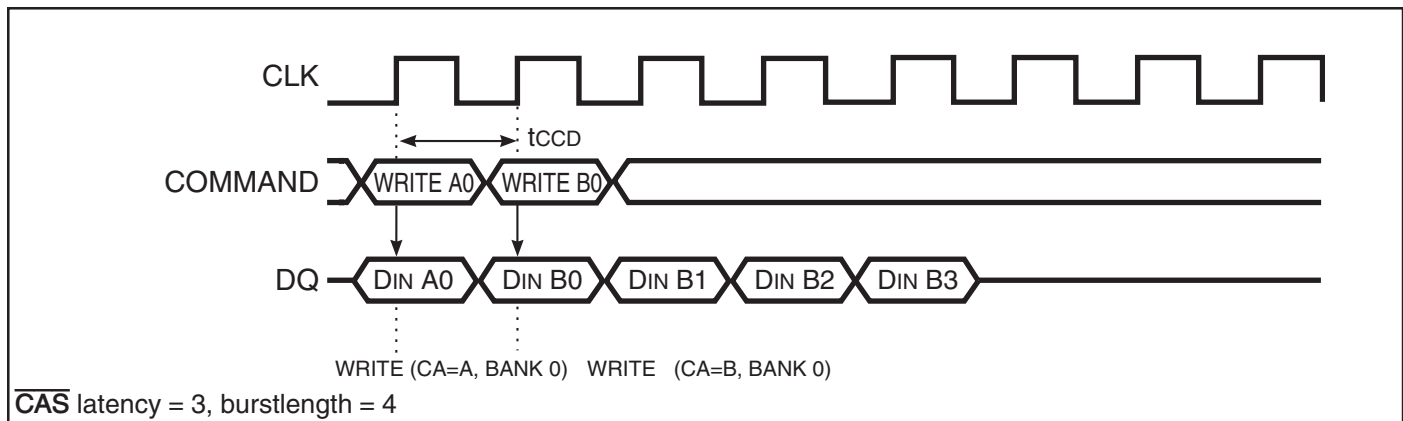 CLK
tCCD
COMMAND WRITE A0 WRITE B0
DQ DIN A0 DIN B0 DIN B1 DIN B2 DIN B3
WRITE (CA=A, BANK 0) WRITE (CA=B, BANK 0)
CAS latency = 3, burstlength = 4